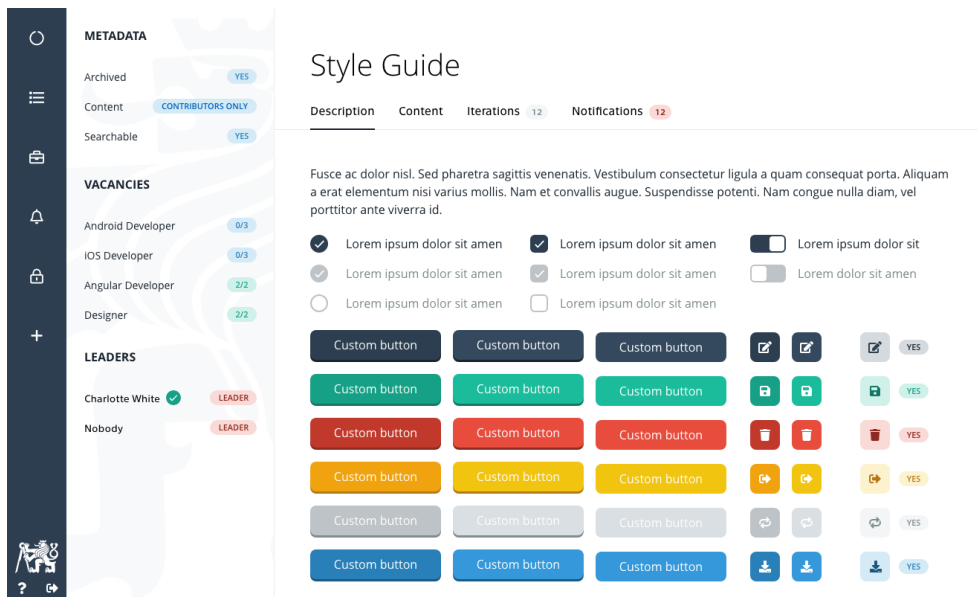 METADATA
Archived YES
Content CONTRIBUTORS ONLY
Searchable YES
VACANCIES
Android Developer 0/3
iOS Developer 0/3
Angular Developer 2/2
Designer 2/2
LEADERS
Charlotte White LEADER
Nobody LEADER
?
Style Guide
Description Content Iterations 12 Notifications 12
Fusce ac dolor nisl. Sed pharetra sagittis venenatis. Vestibulum consectetur ligula a quam consequat porta. Aliquam
a erat elementum nisi varius mollis. Nam et convallis augue. Suspendisse potenti. Nam congue nulla diam, vel
porttitor ante viverra id.
Lorem ipsum dolor sit amen Lorem ipsum dolor sit amen Lorem ipsum dolor sit
Lorem ipsum dolor sit amen Lorem ipsum dolor sit amen Lorem dolor sit amen
Lorem ipsum dolor sit amen Lorem ipsum dolor sit amen
Custom button Custom button Custom button YES
Custom button Custom button Custom button YES
Custom button Custom button Custom button YES
Custom button Custom button Custom button YES
Custom button Custom button Custom button YES
Custom button Custom button Custom button YES